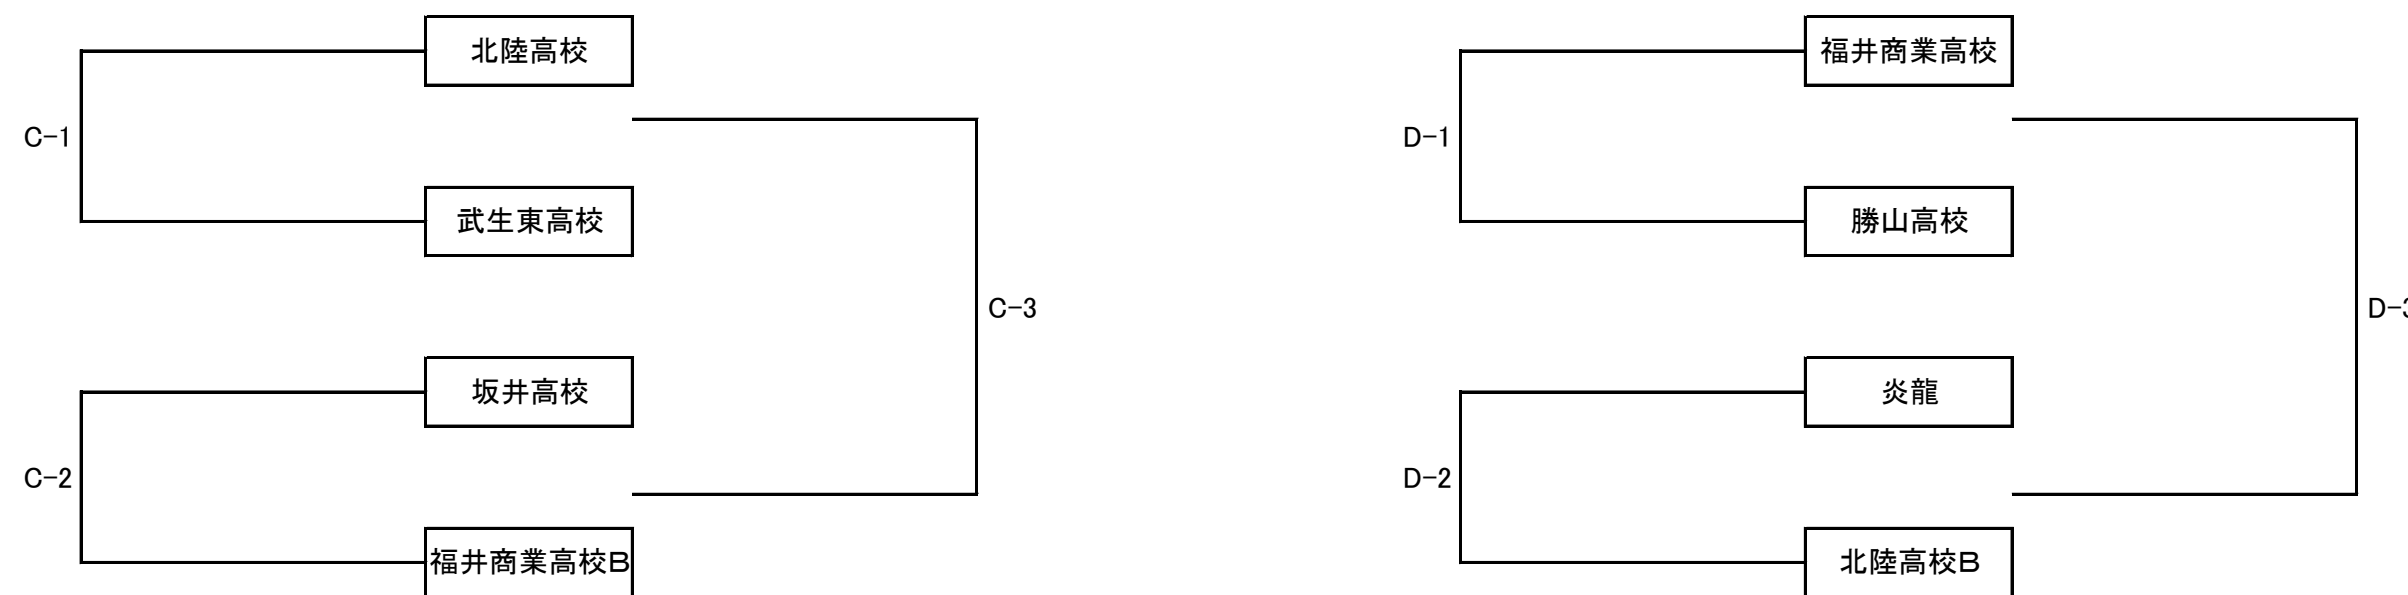 北陸高校
C-1
武生東高校
C-3
坂井高校
C-2
福井商業高校B
福井商業高校
D-1
勝山高校
D-3
炎龍
D-2
北陸高校B